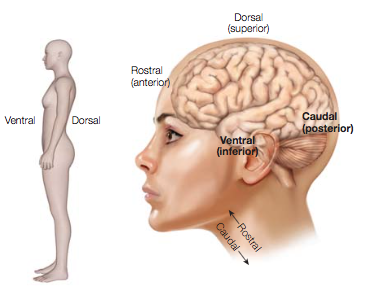 Dorsal
(superior)
Rostral
(anterior)
Ventral
Dorsal
Caudal
(posterior)
Ventral
(inferior)
Rostral
Caudal